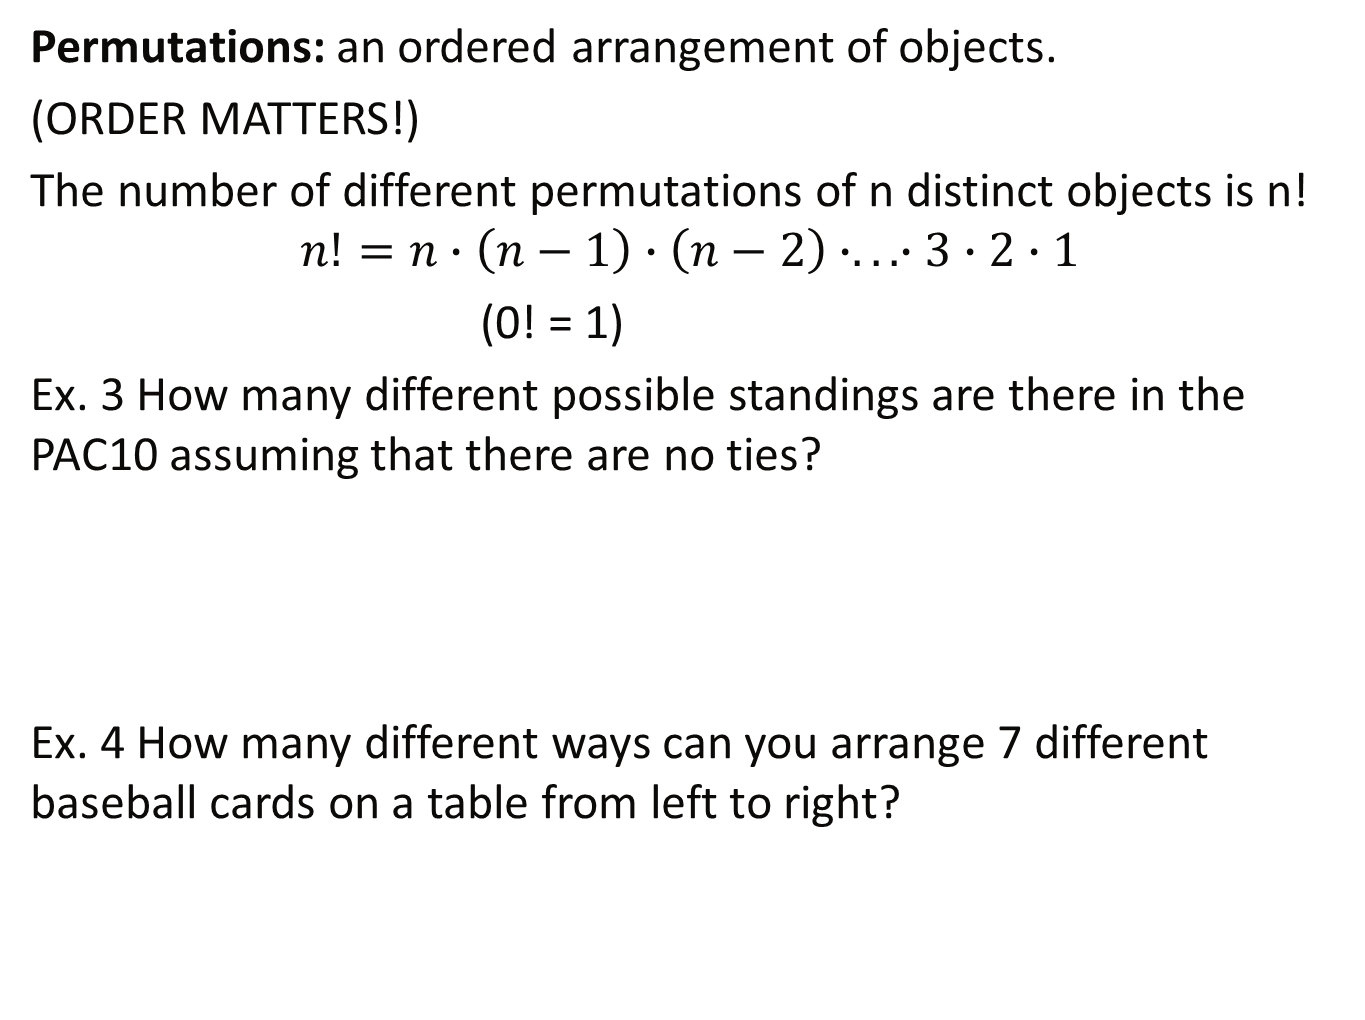 Permutations: an ordered arrangement of objects.
(ORDER MATTERS!)
The number of different permutations of n distinct objects is n!
n! = n · (n − 1) · (n − 2) ·…· 3 · 2 · 1
(0! = 1)
Ex. 3 How many different possible standings are there in the
PAC10 assuming that there are no ties?
Ex. 4 How many different ways can you arrange 7 different
baseball cards on a table from left to right?